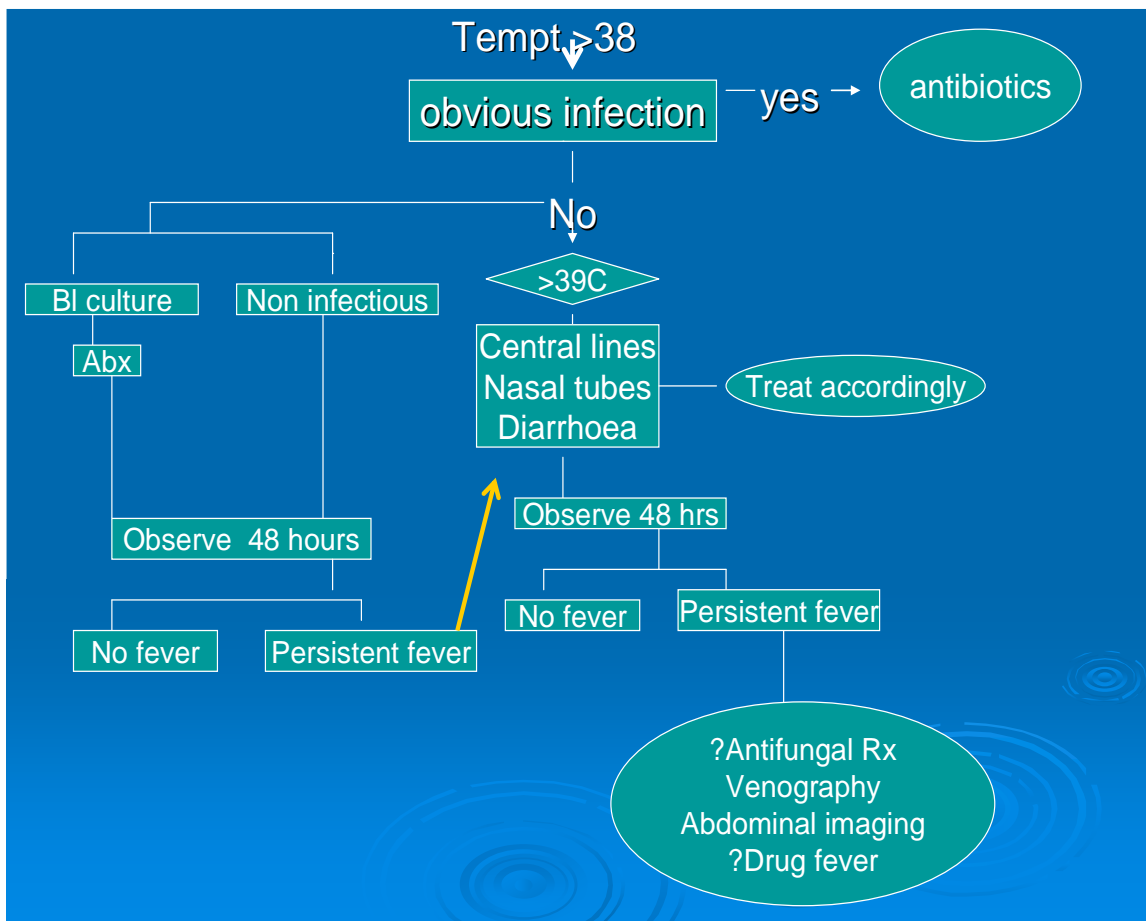 Tempt. >38
obvious infection
yes
antibiotics
No
>39C
Bl culture
Non infectious
Abx
Central lines
Nasal tubes
Diarrhoea
Treat accordingly
Observe 48 hours
Observe 48 hrs
No fever
Persistent fever
No fever
Persistent fever
?Antifungal Rx
Venography
Abdominal imaging
?Drug fever